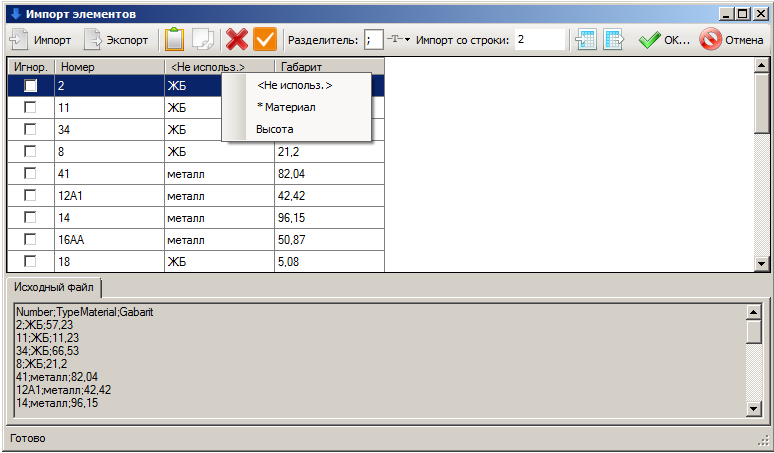 Импорт элементов
Импорт Экспорт Разделитель: ; -T- Импорт со строки: 2 OK... Отмена
Игнор. Номер <Не использ.> Габарит
2 ЖБ
11 ЖБ
34 ЖБ
8 ЖБ 21,2
41 металл 82,04
12А1 металл 42,42
14 металл 96,15
16АА металл 50,87
18 ЖБ 5,08
<Не использ.>
* Материал
Высота
Исходный файл
Number;TypeMaterial;Gabarit
2;ЖБ;57,23
11;ЖБ;11,23
34;ЖБ;66,53
8;ЖБ;21,2
41;металл;82,04
12А1;металл;42,42
14;металл;96,15
Готово